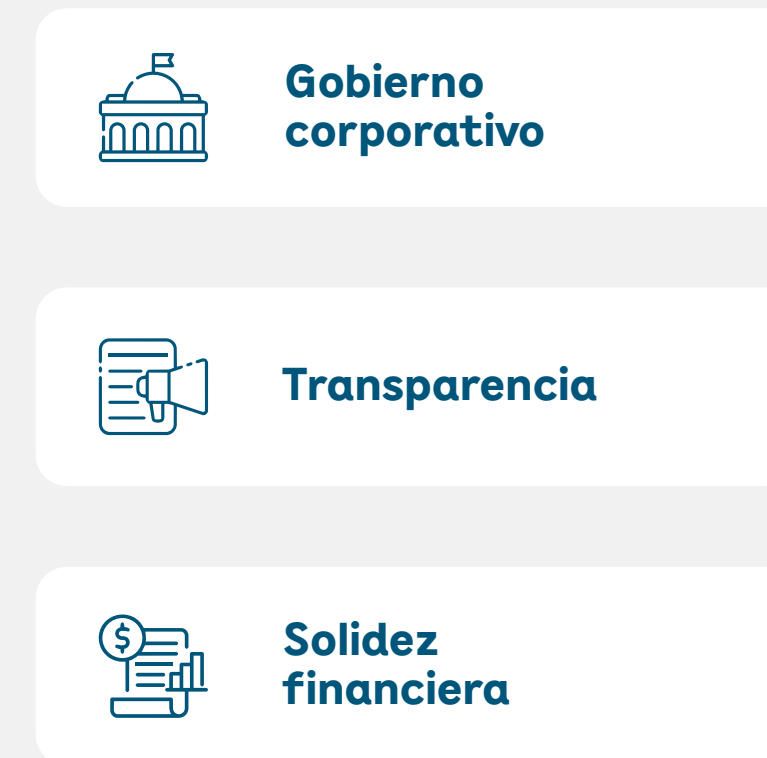 Gobierno
corporativo
Transparencia
$
Solidez
financiera